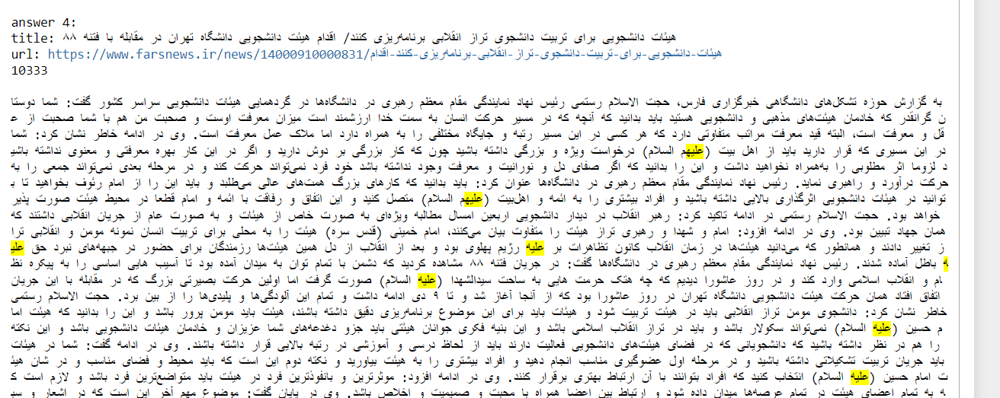 answer 4:
title: هیئات دانشجویی برای تربیت دانشجوی تراز انقلابی برنامه‌ریزی کنند/ اقدام هیئت دانشجویی دانشگاه تهران در مقابله با فتنه ۸۸
url: https://www.farsnews.ir/news/14000910000831/هیئات-دانشجویی-برای-تربیت-دانشجوی-تراز-انقلابی-برنامه‌ریزی-کنند-اقدام
10333
به گزارش حوزه تشکل‌های دانشگاهی خبرگزاری فارس، حجت الاسلام رستمی رئیس نهاد نمایندگی مقام معظم رهبری در دانشگاه‌ها در گردهمایی هیئات دانشجویی سراسر کشور گفت: شما دوستا
ن گرانقدر که خادمان هیئت‌های مذهبی و دانشجویی هستید باید بدانید که آنچه که در مسیر حرکت انسان به سمت خدا ارزشمند است میزان معرفت اوست و صحبت من هم با شما صحبت از ع
قل و معرفت است، البته قید معرفت مراتب متفاوتی دارد که هر کسی در این مسیر رتبه و جایگاه مختلفی را به همراه دارد اما ملاک عمل معرفت است. وی در ادامه خاطر نشان کرد: شما
در این مسیری که قرار دارید باید از اهل بیت (علیهم السلام) درخواست ویژه و بزرگی داشته باشید چون که کار بزرگی بر دوش دارید و اگر در این کار بهره معرفتی و معنوی نداشته باشی
د لزوما اثر مطلوبی را به‌همراه نخواهید داشت و این را بدانید که اگر صفای دل و نورانیت و معرفت وجود نداشته باشد خود فرد نمی‌تواند حرکت کند و در مرحله بعدی نمی‌تواند جمعی را به
حرکت درآورد و راهبری نماید. رئیس نهاد نمایندگی مقام معظم رهبری در دانشگاه‌ها عنوان کرد: باید بدانید که کارهای بزرگ همت‌های عالی می‌طلبد و باید این را از امام رئوف بخواهید تا ب
توانید در هیئات دانشجویی اثرگذاری بالایی داشته باشید و افراد بیشتری را به ائمه و اهل‌بیت (علیهم السلام) متصل کنید و این اتفاق و رفاقت با ائمه و امام قطعا در محیط هیئت صورت پذیر
خواهد بود. حجت الاسلام رستمی در ادامه تاکید کرد: رهبر انقلاب در دیدار دانشجویی اربعین امسال مطالبه ویژه‌ای به صورت خاص از هیئات و به صورت عام از جریان انقلابی داشتند که
همان جهاد تبیین بود. وی در ادامه افزود: امام و شهدا و رهبری تراز هیئت را متفاوت بیان می‌کنند، امام خمینی (قدس سره) هیئت را به محلی برای تربیت انسان نمونه مومن و انقلابی ترا
ز تغییر دادند و همانطور که می‌دانید هیئت‌ها در زمان انقلاب کانون تظاهرات بر علیه رژیم پهلوی بود و بعد از انقلاب از دل همین هیئت‌ها رزمندگان برای حضور در جبهه‌های نبرد حق علی
ه باطل آماده شدند. رئیس نهاد نمایندگی مقام معظم رهبری در دانشگاه‌ها گفت: در جریان فتنه ۸۸ مشاهده کردید که دشمن با تمام توان به میدان آمده بود تا آسیب هایی اساسی را به پیکره نظ
ام و انقلاب اسلامی وارد کند و در روز عاشورا دیدیم که چه هتک حرمت هایی به ساحت سیدالشهدا (علیه السلام) صورت گرفت اما اولین حرکت بصیرتی بزرگ که در مقابله با این جریان
اتفاق افتاد همان حرکت هیئت دانشجویی دانشگاه تهران در روز عاشورا بود که از آنجا آغاز شد و تا ۹ دی ادامه داشت و تمام این آلودگی‌ها و پلیدی‌ها را از بین برد. حجت الاسلام رستمی
خاطر نشان کرد: دانشجوی مومن تراز انقلابی باید در هیئت تربیت شود و هیئات باید برای این موضوع برنامه‌ریزی دقیق داشته باشند، هیئت باید مومن پرور باشد و این را بدانید که هیئت اما
م حسین (علیه السلام) نمی‌تواند سکولار باشد و باید در تراز انقلاب اسلامی باشد و این بنیه فکری جوانان هیئتی باید جزو دغدغه‌های شما عزیزان و خادمان هیئات دانشجویی باشد و این نکته
را هم در نظر داشته باشید که دانشجویانی که در فضای هیئت‌های دانشجویی فعالیت دارند باید از لحاظ درسی و آموزشی در رتبه بالایی قرار داشته باشند. وی در ادامه گفت: شما در هیئات
باید جریان تربیت تشکیلاتی داشته باشید و در مرحله اول عضوگیری مناسب انجام دهید و افراد بیشتری را به هیئت بیاورید و نکته دوم این است که باید محیط و فضای مناسب و در شان هیئ
ت امام حسین (علیه السلام) انتخاب کنید که افراد بتوانند با آن ارتباط بهتری برقرار کنند. وی در ادامه افزود: موثرترین و بانفوذترین فرد در هیئت باید متواضع‌ترین فرد باشد و لازم است ک
ه به تمام اعضای هیئت در تمام عرصه‌ها میدان داده شود و ارتباط بین اعضا همراه با محبت و صمیمیت و اخلاص باشد. وی در پایان گفت: موضوع مهم آخر این است که در اشعار و سب